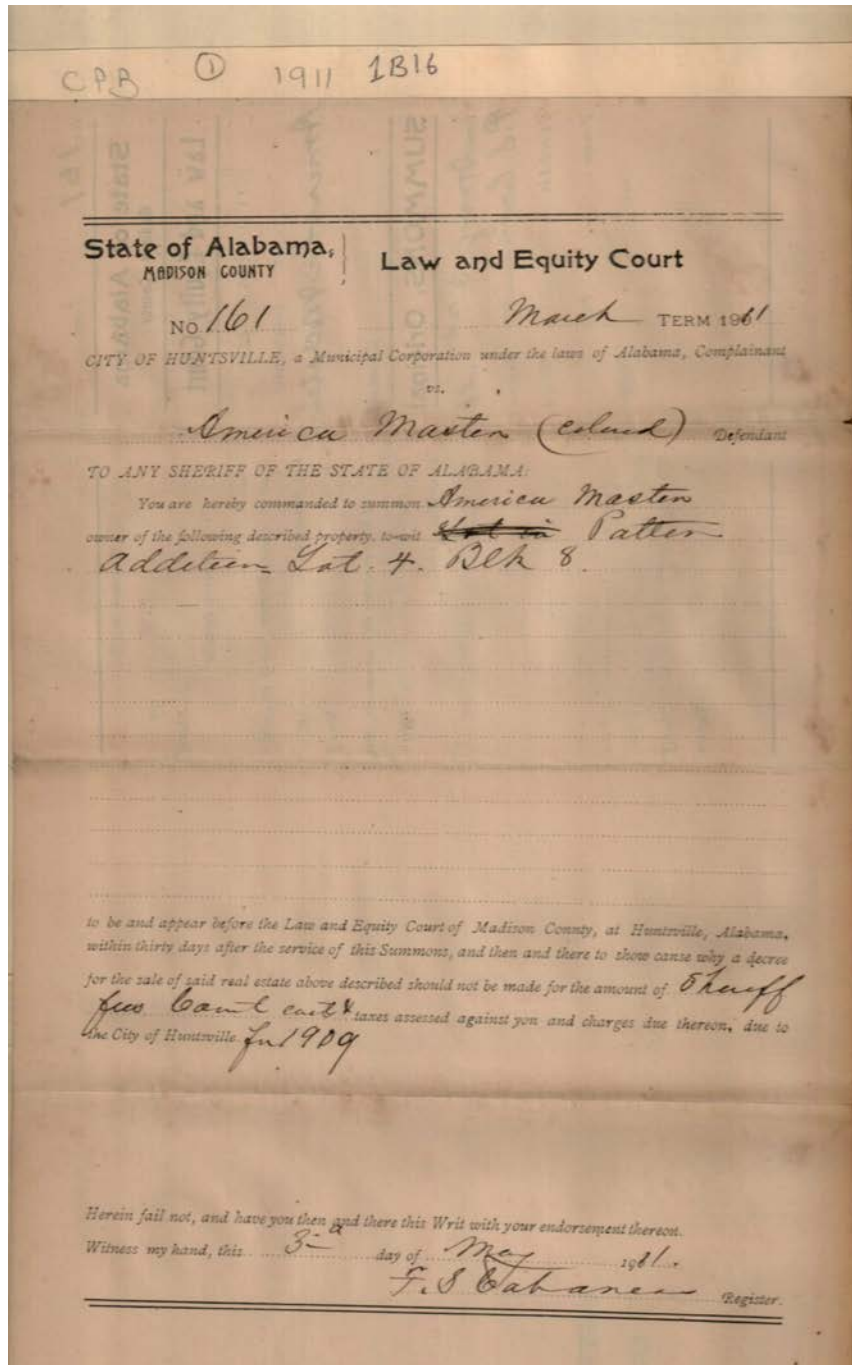 CPB ① 1911 1B16
State of Alabama, Law and Equity Court
MADISON COUNTY
No 161 March TERM 1911
CITY OF HUNTSVILLE, a Municipal Corporation under the laws of Alabama, Complainant
vs.
America Masten (colored) Defendant
TO ANY SHERIFF OF THE STATE OF ALABAMA:
You are hereby commanded to summon America Masten
owner of the following described property, to-wit Lot in Patten
Addition Lot 4. Blk 8.
to be and appear before the Law and Equity Court of Madison County, at Huntsville, Alabama,
within thirty days after the service of this Summons, and then and there to show cause why a decree
for the sale of said real estate above described should not be made for the amount of Sheriff
fees Court cost & taxes assessed against you and charges due thereon, due to
the City of Huntsville for 1909
Herein fail not, and have you then and there this Writ with your endorsement thereon.
Witness my hand, this 3d day of May 1911.
F. S. Cabaness Register.